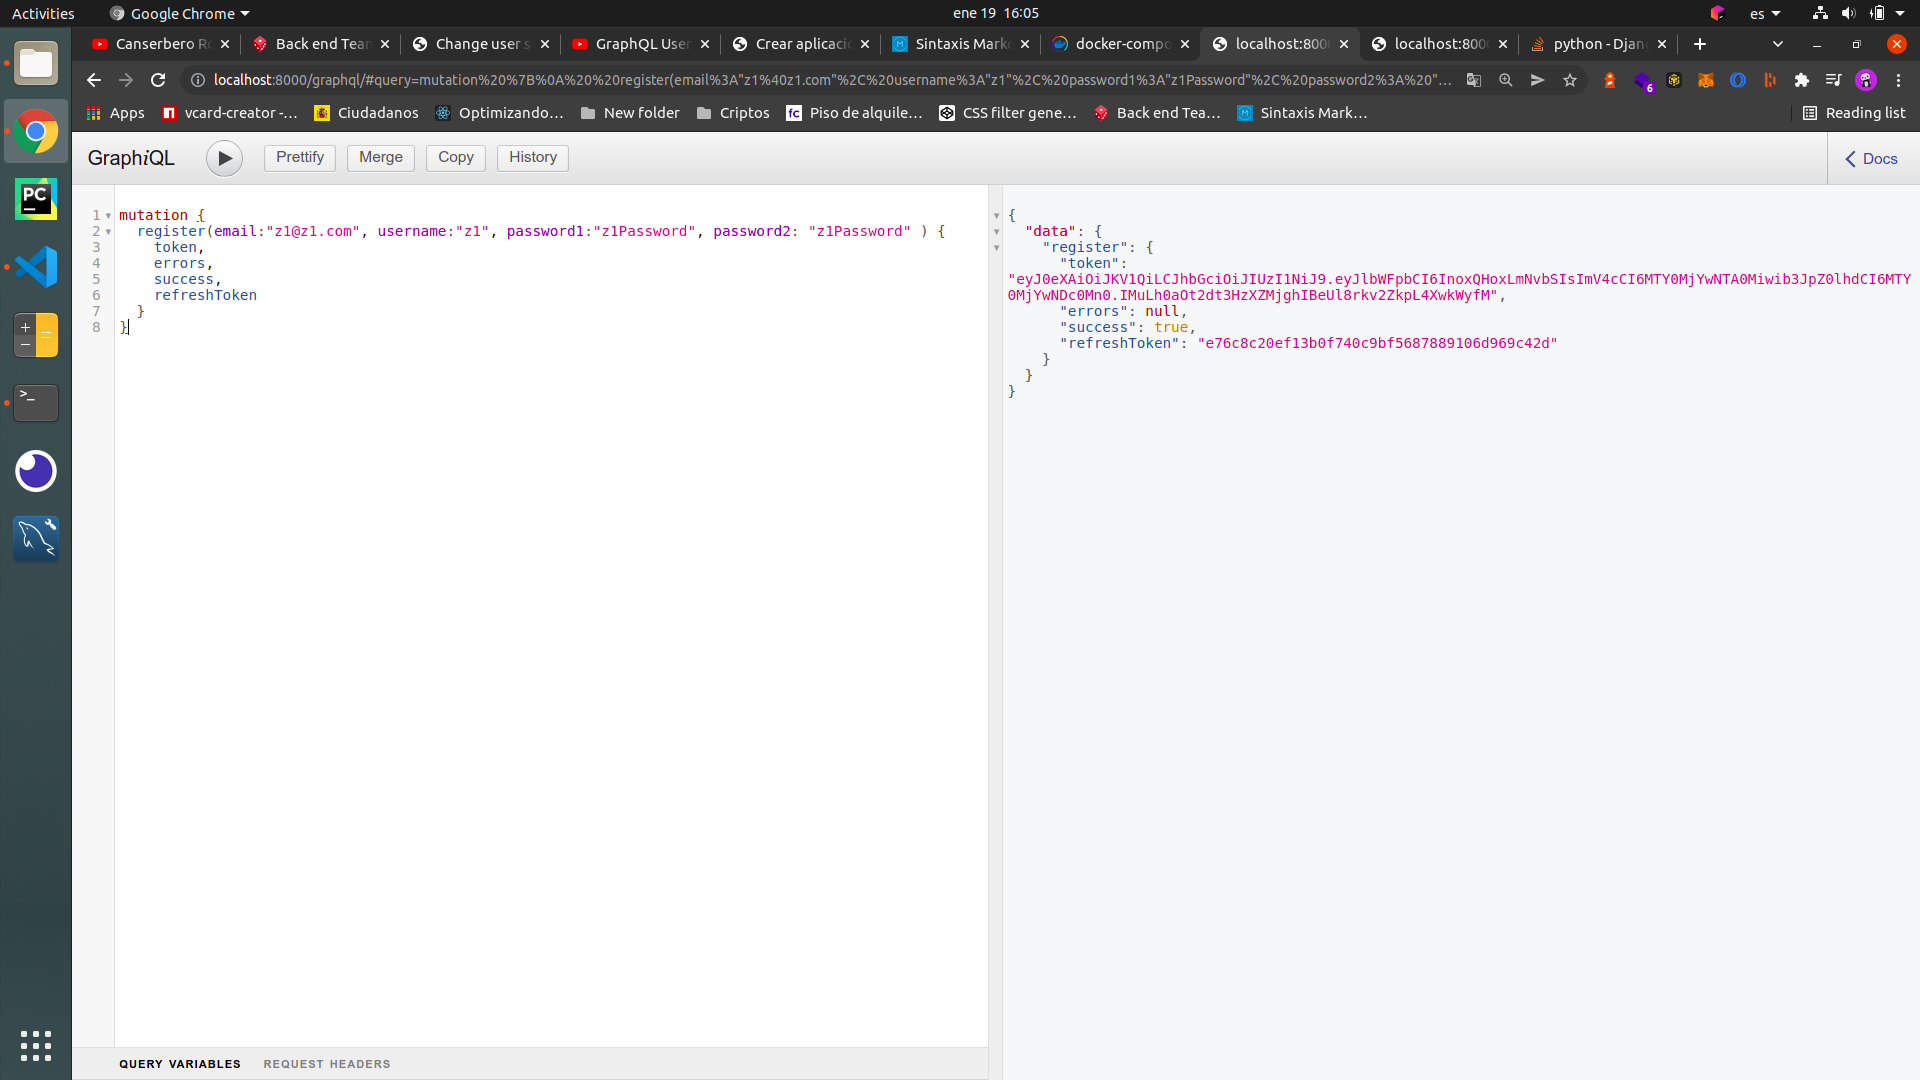 Activities
Google Chrome
ene 19 16:05
es
Canserbero R
Back end Tear
Change user s
GraphQL User
Crear aplicaci
Sintaxis Mark
docker-compo
localhost:800
localhost:800
python - Djan
localhost:8000/graphql/#query=mutation%20%7B%0A%20%20register(email%3A"z1%40z1.com"%2C%20username%3A"z1"%2C%20password1%3A"z1Password"%2C%20password2%3A%20"...
6
Apps
vcard-creator -...
Ciudadanos
Optimizando...
New folder
Criptos
fc Piso de alquile...
CSS filter gene...
Back end Tea...
Sintaxis Mark...
Reading list
GraphiQL
Prettify
Merge
Copy
History
Docs
1 mutation {
2 register(email:"z1@z1.com", username:"z1", password1:"z1Password", password2: "z1Password" ) {
3 token,
4 errors,
5 success,
6 refreshToken
7 }
8 }
{
"data": {
"register": {
"token":
"eyJ0eXAiOiJKV1QiLCJhbGciOiJIUzI1NiJ9.eyJlbWFpbCI6InoxQHoxLmNvbSIsImV4cCI6MTY0MjYwNTA0Miwib3JpZ0lhdCI6MTY
0MjYwNDc0Mn0.IMuLh0aOt2dt3HzXZMjghIBeUl8rkv2ZkpL4XwkWyfM",
"errors": null,
"success": true,
"refreshToken": "e76c8c20ef13b0f740c9bf5687889106d969c42d"
}
}
}
QUERY VARIABLES
REQUEST HEADERS
PC